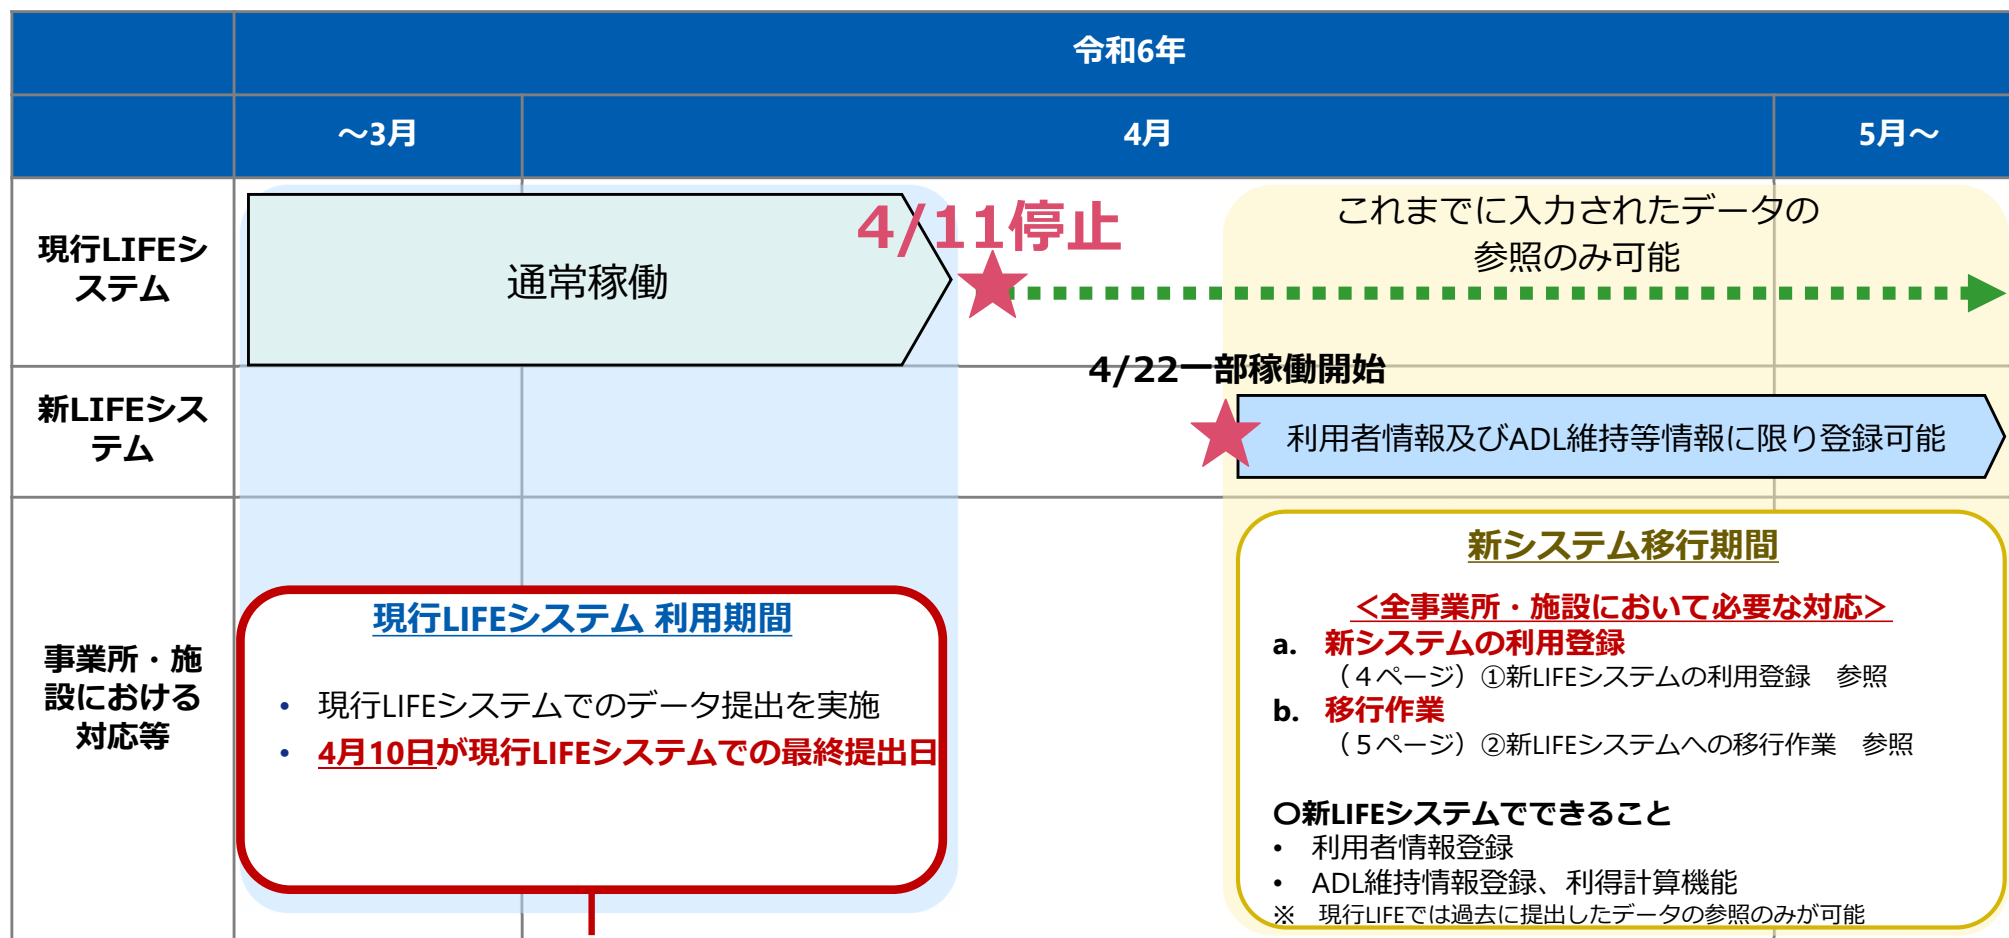 令和6年
～3月
4月
5月～
現行LIFEシ
ステム
通常稼働
4/11停止
これまでに入力されたデータの
参照のみ可能
新LIFEシス
テム
4/22一部稼働開始
利用者情報及びADL維持等情報に限り登録可能
事業所・施
設における
対応等
現行LIFEシステム 利用期間
• 現行LIFEシステムでのデータ提出を実施
• 4月10日が現行LIFEシステムでの最終提出日
新システム移行期間
＜全事業所・施設において必要な対応＞
a. 新システムの利用登録
（４ページ）①新LIFEシステムの利用登録　参照
b. 移行作業
（５ページ）②新LIFEシステムへの移行作業　参照
〇新LIFEシステムでできること
• 利用者情報登録
• ADL維持情報登録、利得計算機能
※　現行LIFEでは過去に提出したデータの参照のみが可能